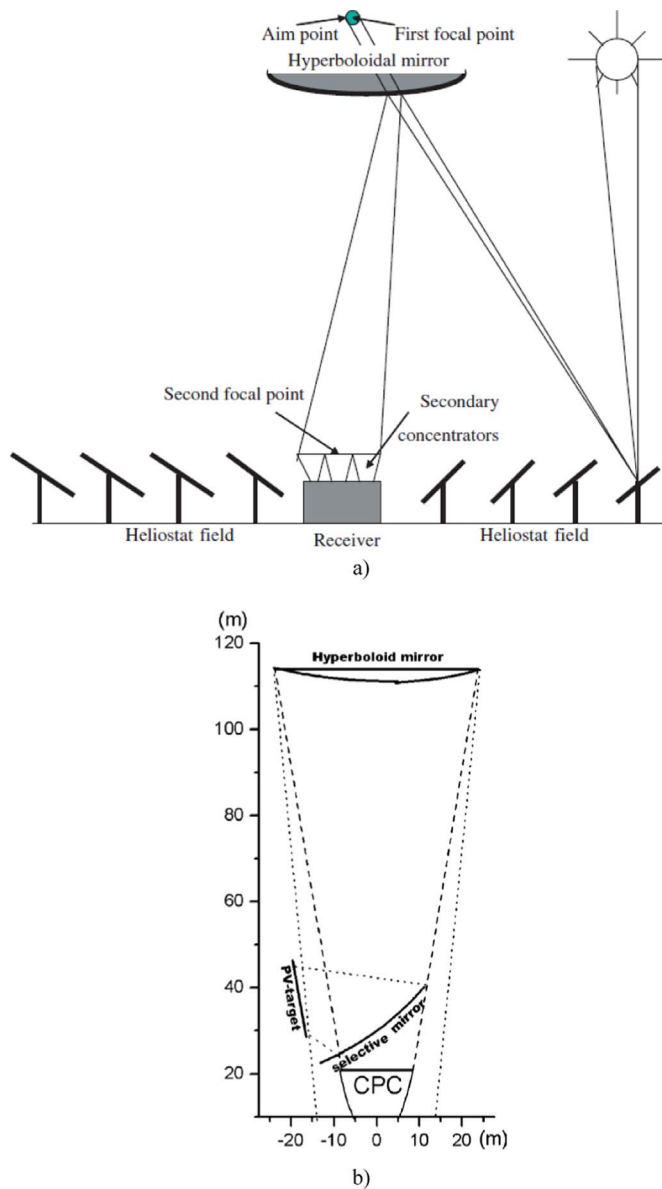 Aim point
First focal point
Hyperboloidal mirror
Second focal point
Secondary
concentrators
Heliostat field
Receiver
Heliostat field
a)
(m)
120
Hyperboloid mirror
100
80
60
40
PV-target
selective mirror
20
CPC
-20 -10 0 10 20 (m)
b)